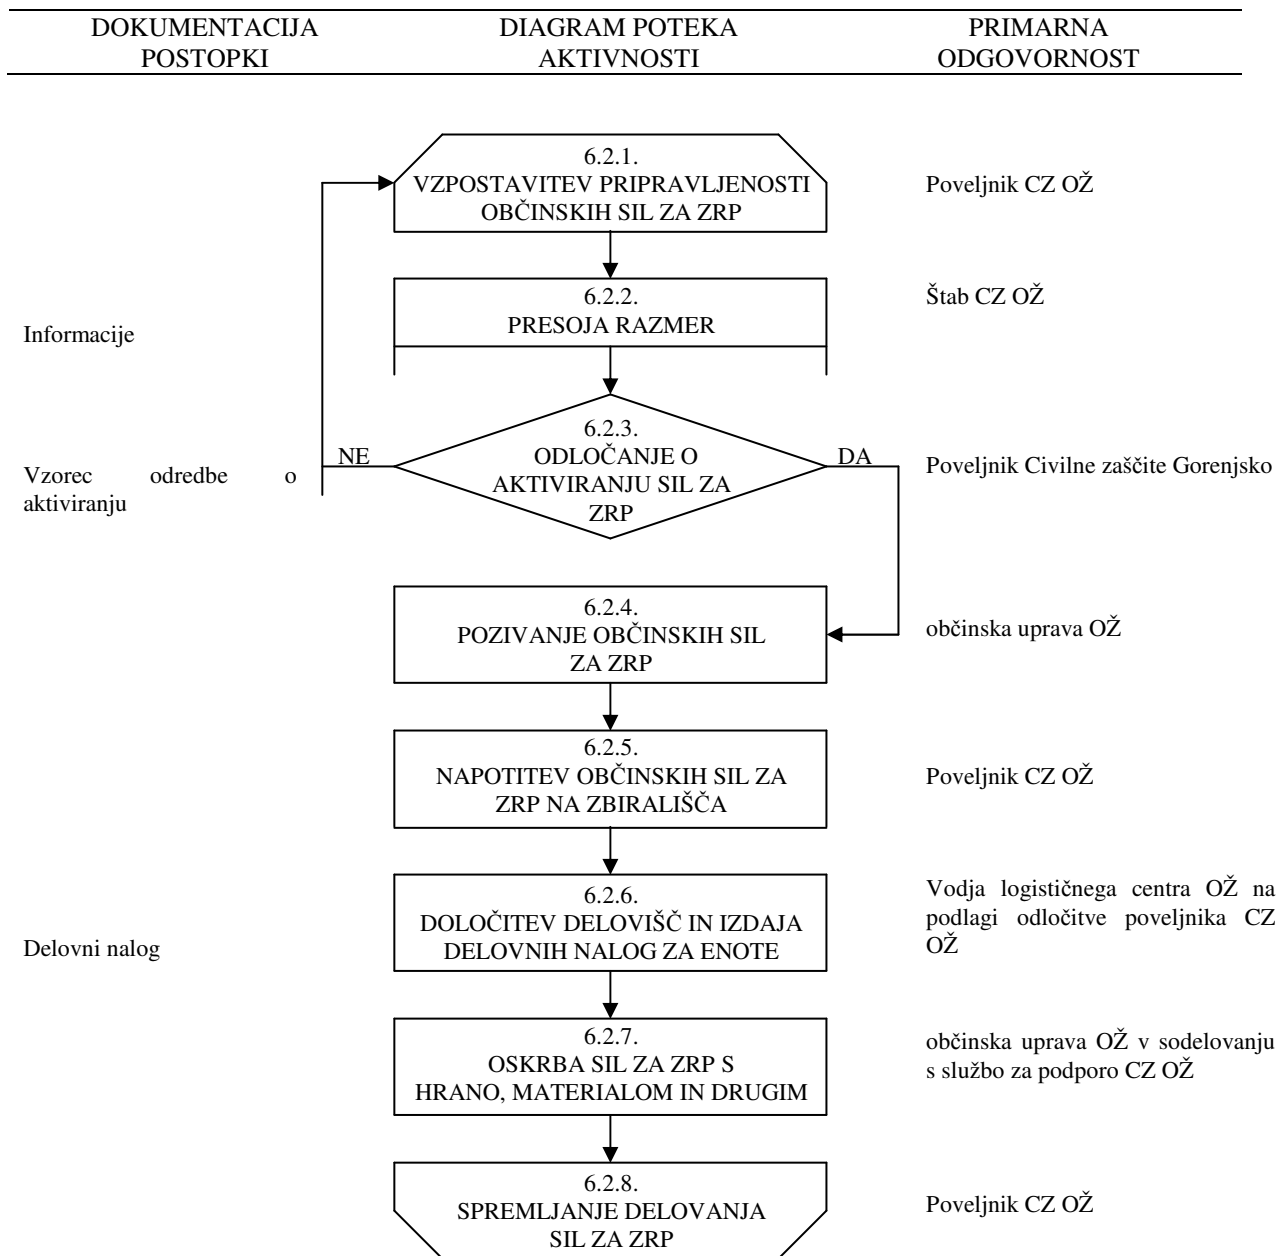 DOKUMENTACIJA
POSTOPKI
DIAGRAM POTEKA
AKTIVNOSTI
PRIMARNA
ODGOVORNOST
6.2.1.
VZPOSTAVITEV PRIPRAVLJENOSTI
OBČINSKIH SIL ZA ZRP
Poveljnik CZ OŽ
6.2.2.
PRESOJA RAZMER
Štab CZ OŽ
Informacije
6.2.3.
ODLOČANJE O
AKTIVIRANJU SIL ZA
ZRP
NE
DA
Vzorec odredbe o
aktiviranju
Poveljnik Civilne zaščite Gorenjsko
6.2.4.
POZIVANJE OBČINSKIH SIL
ZA ZRP
občinska uprava OŽ
6.2.5.
NAPOTITEV OBČINSKIH SIL ZA
ZRP NA ZBIRALIŠČA
Poveljnik CZ OŽ
6.2.6.
DOLOČITEV DELOVIŠČ IN IZDAJA
DELOVNIH NALOG ZA ENOTE
Delovni nalog
Vodja logističnega centra OŽ na
podlagi odločitve poveljnika CZ
OŽ
6.2.7.
OSKRBA SIL ZA ZRP S
HRANO, MATERIALOM IN DRUGIM
občinska uprava OŽ v sodelovanju
s službo za podporo CZ OŽ
6.2.8.
SPREMLJANJE DELOVANJA
SIL ZA ZRP
Poveljnik CZ OŽ